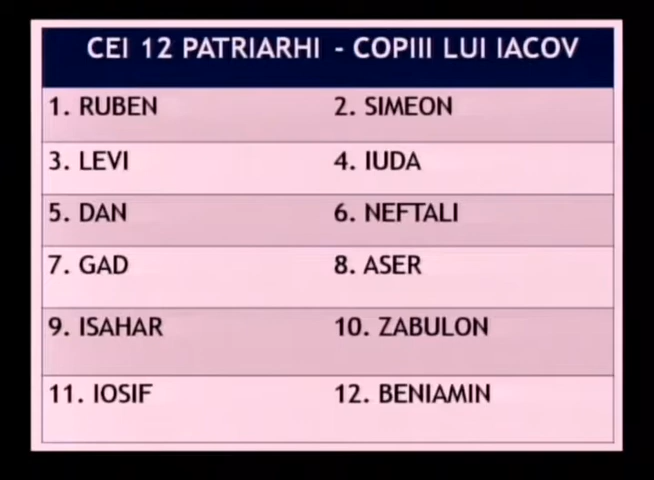 CEI 12 PATRIARHI - COPIII LUI IACOV
1. RUBEN 2. SIMEON
3. LEVI 4. IUDA
5. DAN 6. NEFTALI
7. GAD 8. ASER
9. ISAHAR 10. ZABULON
11. IOSIF 12. BENIAMIN